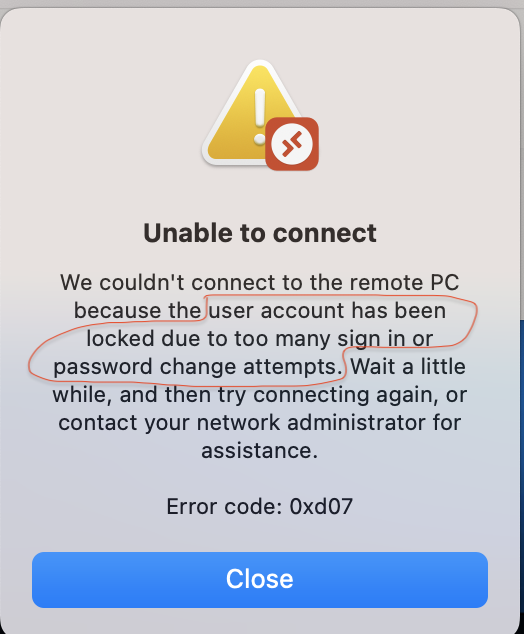 Unable to connect
We couldn't connect to the remote PC
because the user account has been
locked due to too many sign in or
password change attempts. Wait a little
while, and then try connecting again, or
contact your network administrator for
assistance.
Error code: 0xd07
Close